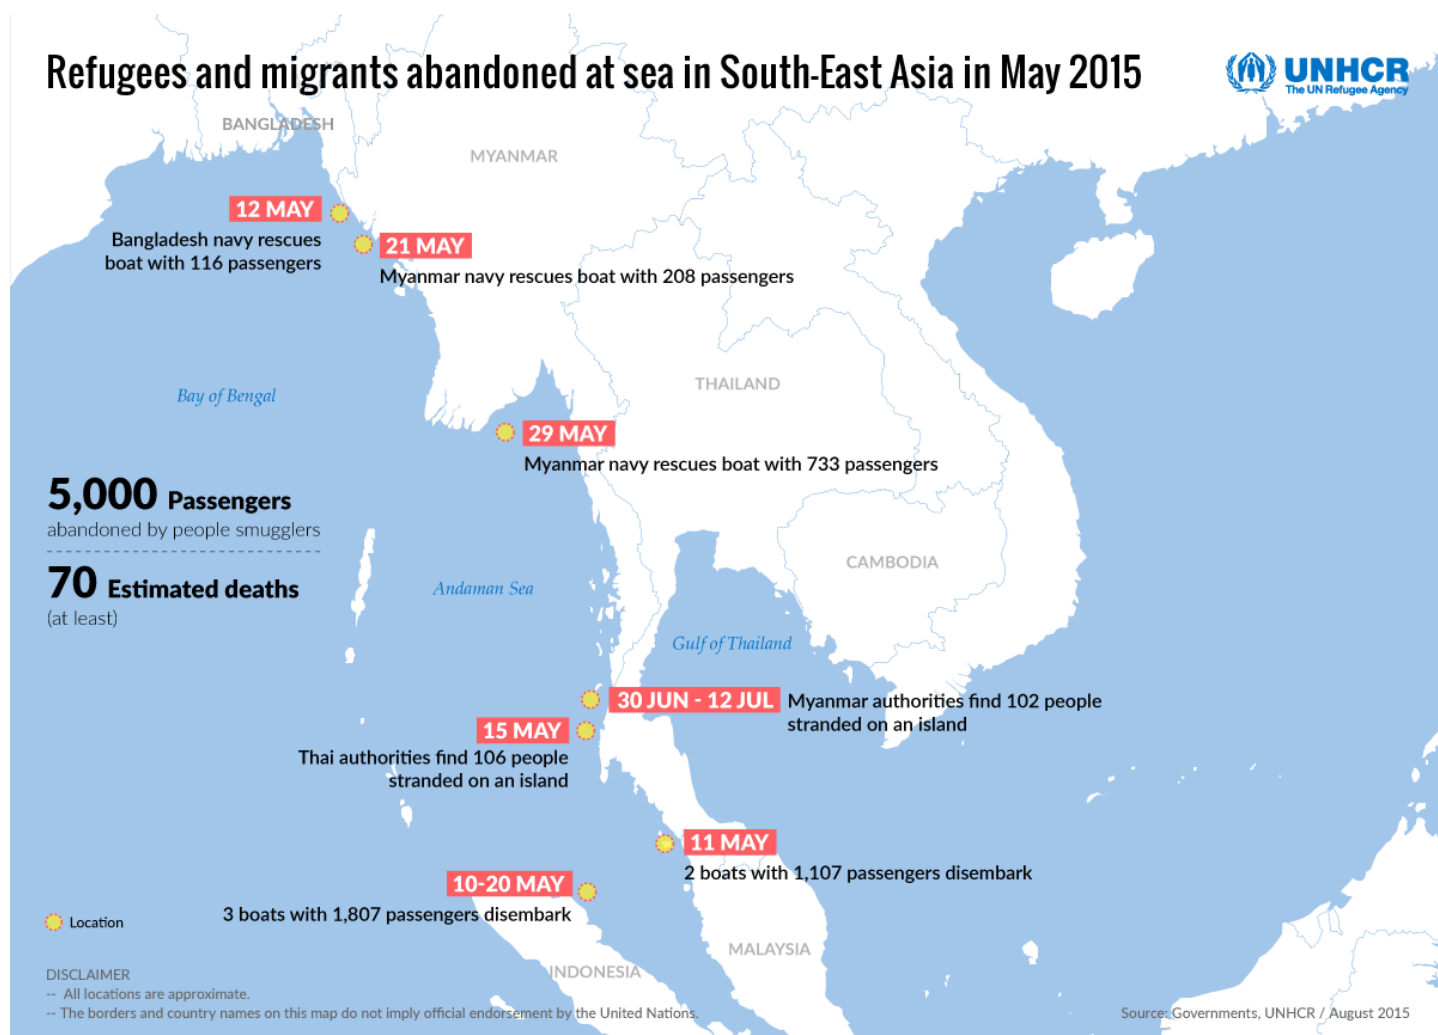 Refugees and migrants abandoned at sea in South-East Asia in May 2015
UNHCR
The UN Refugee Agency
BANGLADESH
MYANMAR
12 MAY
Bangladesh navy rescues
boat with 116 passengers
21 MAY
Myanmar navy rescues boat with 208 passengers
THAILAND
Bay of Bengal
29 MAY
Myanmar navy rescues boat with 733 passengers
5,000 Passengers
abandoned by people smugglers
CAMBODIA
70 Estimated deaths
(at least)
Andaman Sea
Gulf of Thailand
30 JUN - 12 JUL
Myanmar authorities find 102 people
stranded on an island
15 MAY
Thai authorities find 106 people
stranded on an island
11 MAY
2 boats with 1,107 passengers disembark
10-20 MAY
3 boats with 1,807 passengers disembark
Location
MALAYSIA
INDONESIA
DISCLAIMER
-- All locations are approximate.
-- The borders and country names on this map do not imply official endorsement by the United Nations.
Source: Governments, UNHCR / August 2015